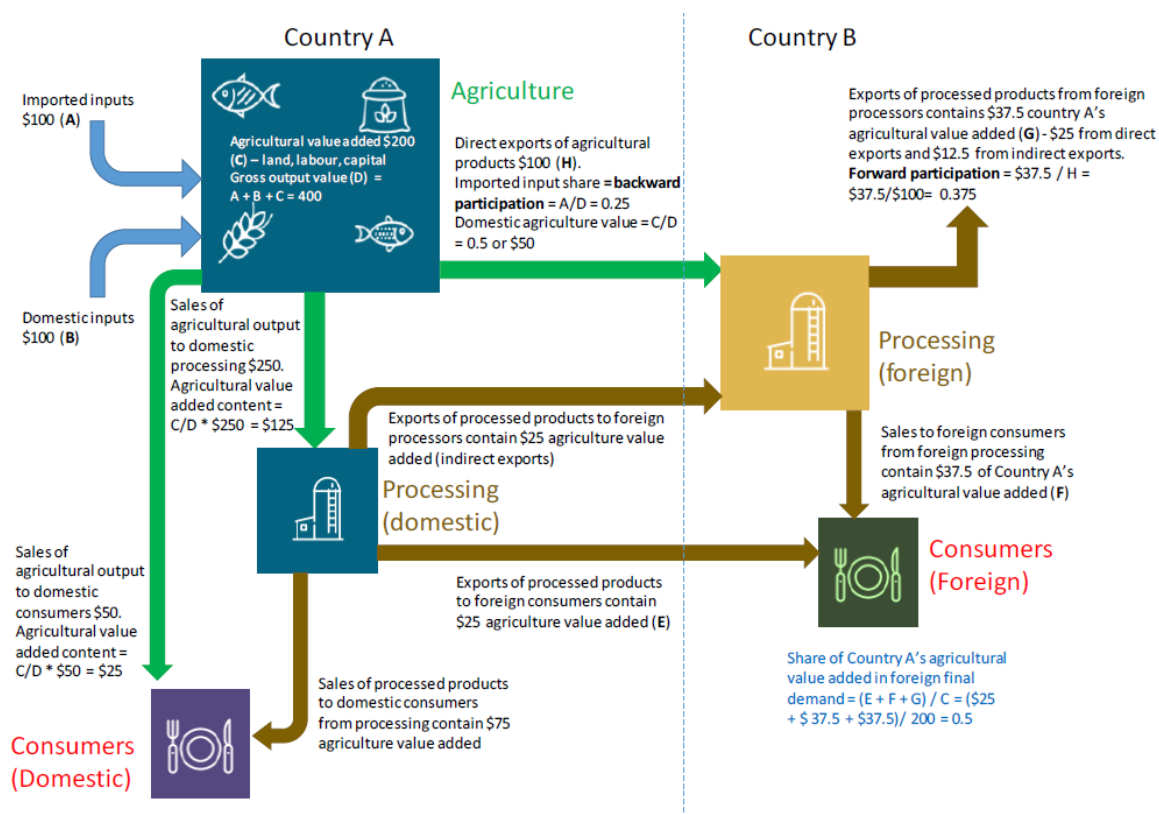 Country A
Country B
Imported inputs
$100 (A)
Agricultural value added $200
(C) – land, labour, capital
Gross output value (D)  =
A + B + C = 400
Agriculture
Direct exports of agricultural
products $100 (H).
Imported input share = backward
participation = A/D = 0.25
Domestic agriculture value = C/D
= 0.5 or $50
Exports of processed products from foreign
processors contains $37.5 country A's
agricultural value added (G) - $25 from direct
exports and $12.5 from indirect exports.
Forward participation = $37.5 / H =
$37.5/$100=  0.375
Domestic inputs
$100 (B)
Sales of
agricultural output
to domestic
processing $250.
Agricultural value
added content =
C/D * $250 = $125
Processing
(foreign)
Exports of processed products to foreign
processors contain $25 agriculture value
added (indirect exports)
Sales to foreign consumers
from foreign processing
contain $37.5 of Country A's
agricultural value added (F)
Processing
(domestic)
Sales of
agricultural output
to domestic
consumers $50.
Agricultural value
added content =
C/D * $50 = $25
Exports of processed products
to foreign consumers contain
$25 agriculture value added (E)
Consumers
(Foreign)
Share of Country A's agricultural
value added in foreign final
demand = (E + F + G) / C = ($25
+ $ 37.5 + $37.5)/ 200 = 0.5
Sales of processed products
to domestic consumers
from processing contain $75
agriculture value added
Consumers
(Domestic)